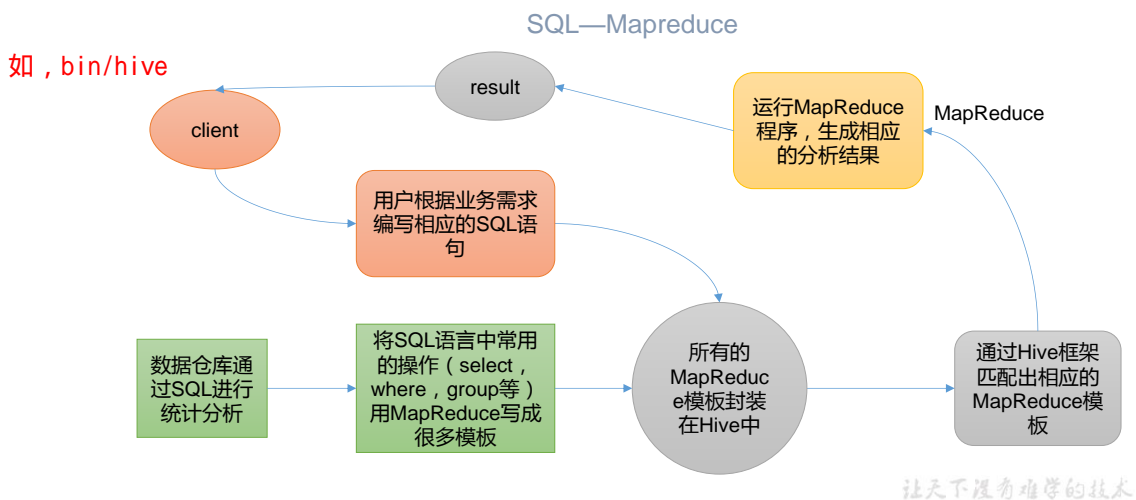 SQL—Mapreduce
如，bin/hive
result
client
运行MapReduce
程序，生成相应
的分析结果
MapReduce
用户根据业务需求
编写相应的SQL语
句
数据仓库通
过SQL进行
统计分析
将SQL语言中常用
的操作（select，
where，group等）
用MapReduce写成
很多模板
所有的
MapReduc
e模板封装
在Hive中
通过Hive框架
匹配出相应的
MapReduce模
板
让天下没有难学的技术